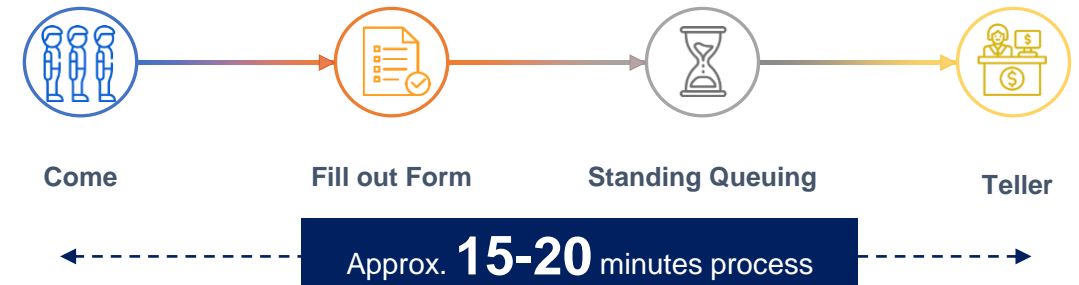 $
$
Come
Fill out Form
Standing Queuing
Teller
Approx. 15-20 minutes process